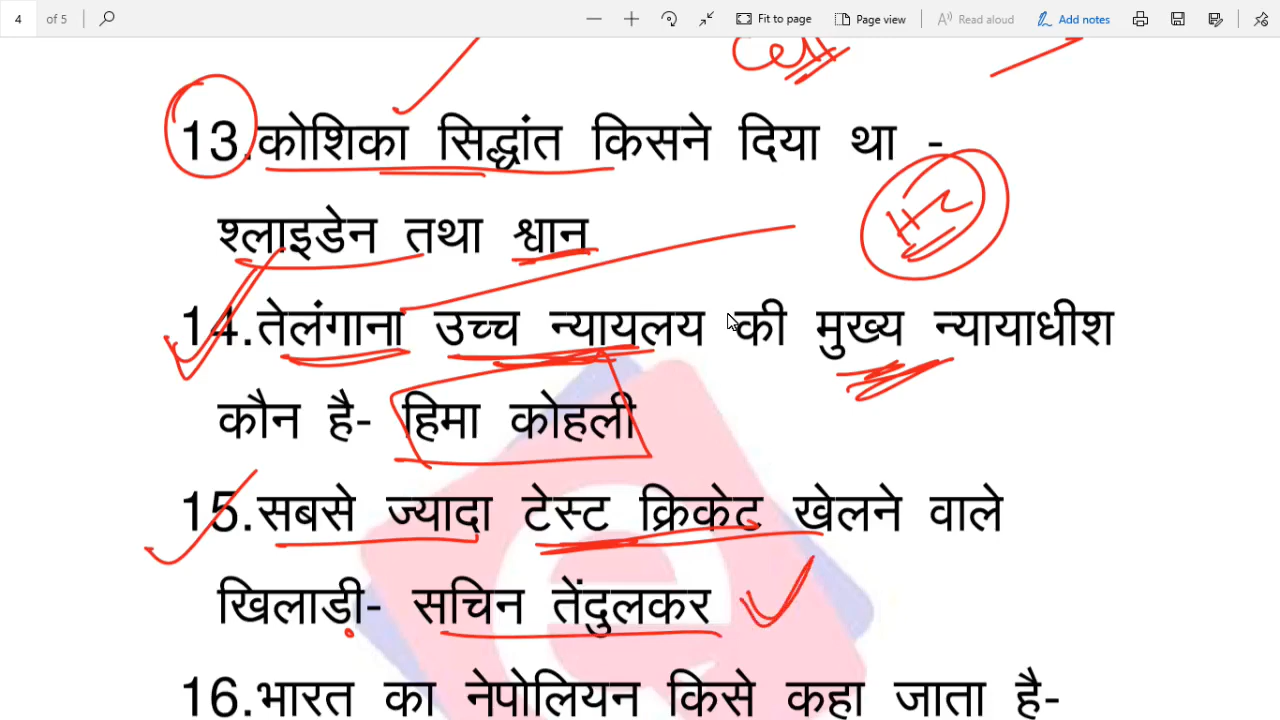 4 of 5 Fit to page Page view Read aloud Add notes
Cell
13.कोशिका सिद्धांत किसने दिया था -
श्लाइडेन तथा श्वान
14.तेलंगाना उच्च न्यायलय की मुख्य न्यायाधीश
कौन है- हिमा कोहली
15.सबसे ज्यादा टेस्ट क्रिकेट खेलने वाले
खिलाड़ी- सचिन तेंदुलकर
16.भारत का नेपोलियन किसे कहा जाता है-